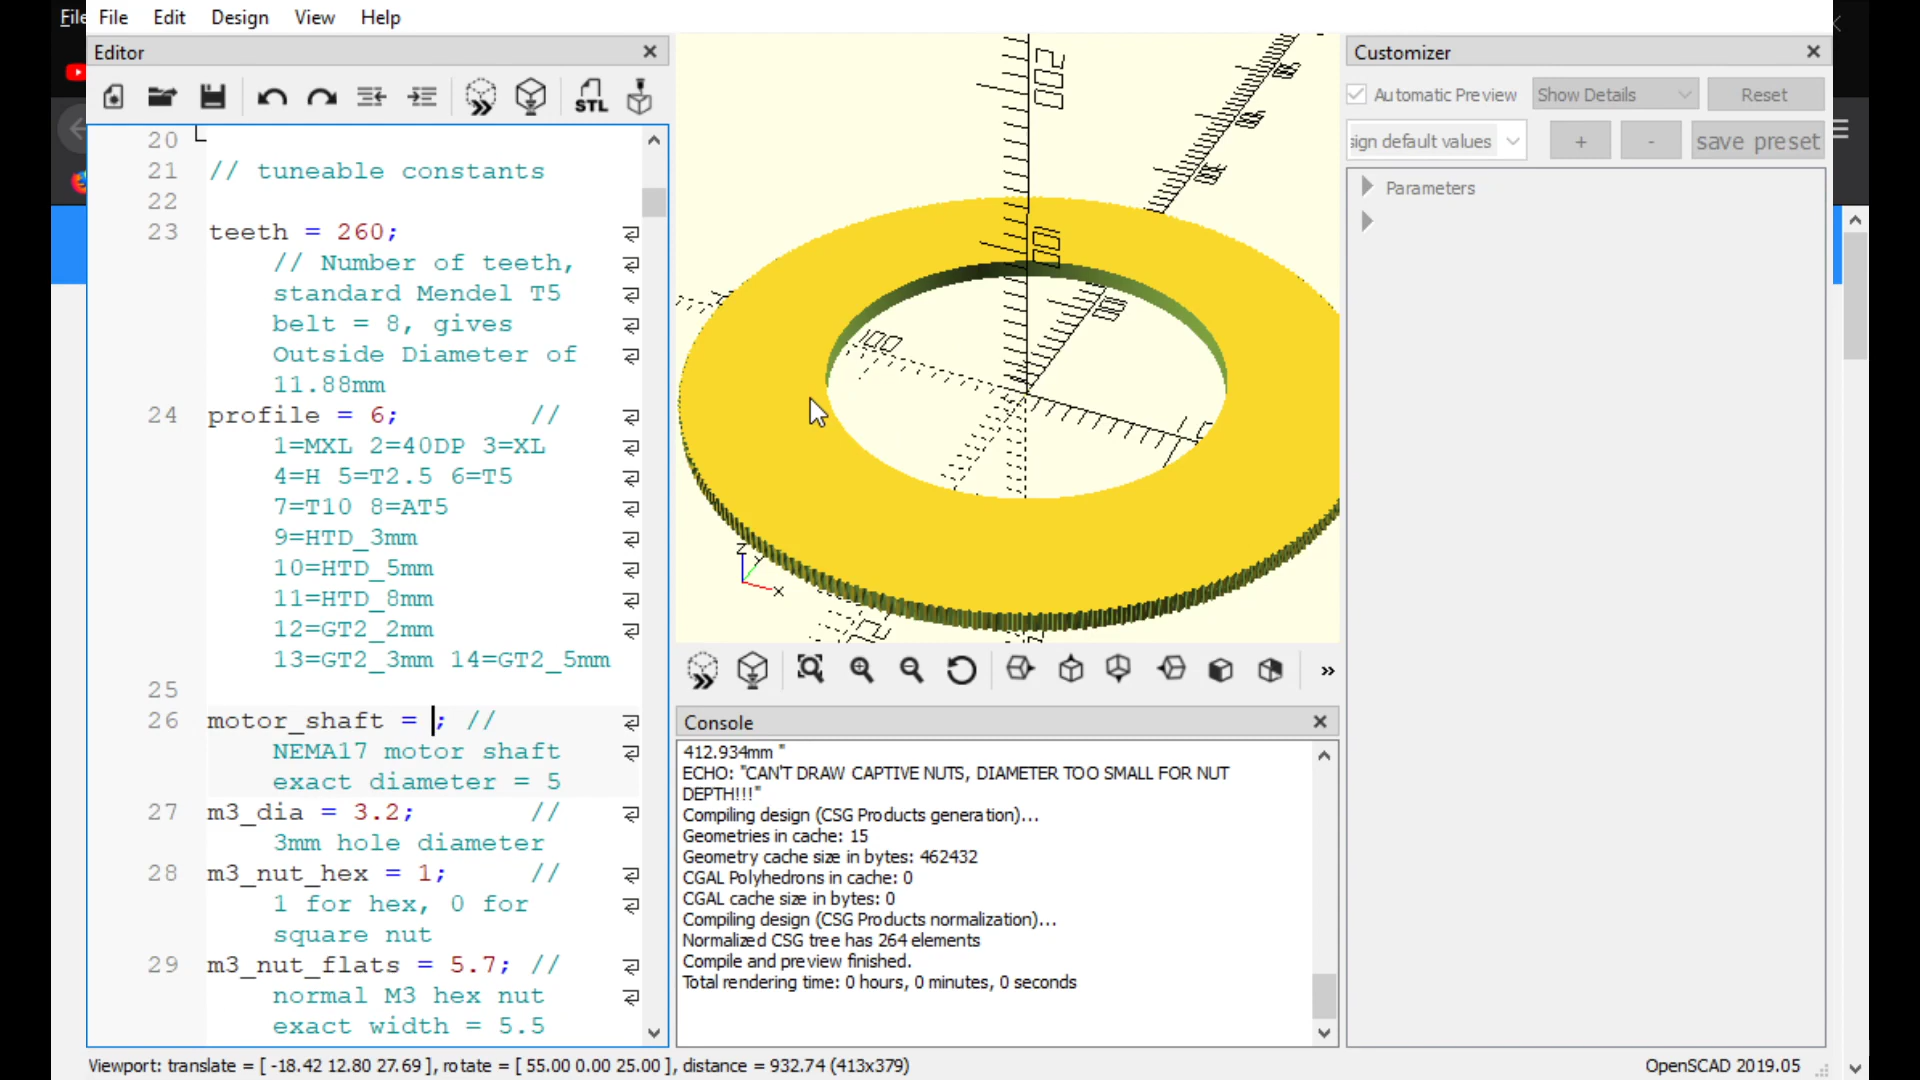 File
File Edit Design View Help
Editor
Customizer
STL
Automatic Preview
Show Details
Reset
sign default values
+
-
save preset
Parameters
20
21 // tuneable constants
22
23 teeth = 260;
// Number of teeth,
standard Mendel T5
belt = 8, gives
Outside Diameter of
11.88mm
24 profile = 6; //
1=MXL 2=40DP 3=XL
4=H 5=T2.5 6=T5
7=T10 8=AT5
9=HTD_3mm
10=HTD_5mm
11=HTD_8mm
12=GT2_2mm
13=GT2_3mm 14=GT2_5mm
25
26 motor_shaft = ; //
NEMA17 motor shaft
exact diameter = 5
27 m3_dia = 3.2; //
3mm hole diameter
28 m3_nut_hex = 1; //
1 for hex, 0 for
square nut
29 m3_nut_flats = 5.7; //
normal M3 hex nut
exact width = 5.5
200
100
100
100
Z
Y
X
Console
412.934mm "
ECHO: "CAN'T DRAW CAPTIVE NUTS, DIAMETER TOO SMALL FOR NUT
DEPTH!!!"
Compiling design (CSG Products generation)...
Geometries in cache: 15
Geometry cache size in bytes: 462432
CGAL Polyhedrons in cache: 0
CGAL cache size in bytes: 0
Compiling design (CSG Products normalization)...
Normalized CSG tree has 264 elements
Compile and preview finished.
Total rendering time: 0 hours, 0 minutes, 0 seconds
Viewport: translate = [ -18.42 12.80 27.69 ], rotate = [ 55.00 0.00 25.00 ], distance = 932.74 (413x379)
OpenSCAD 2019.05